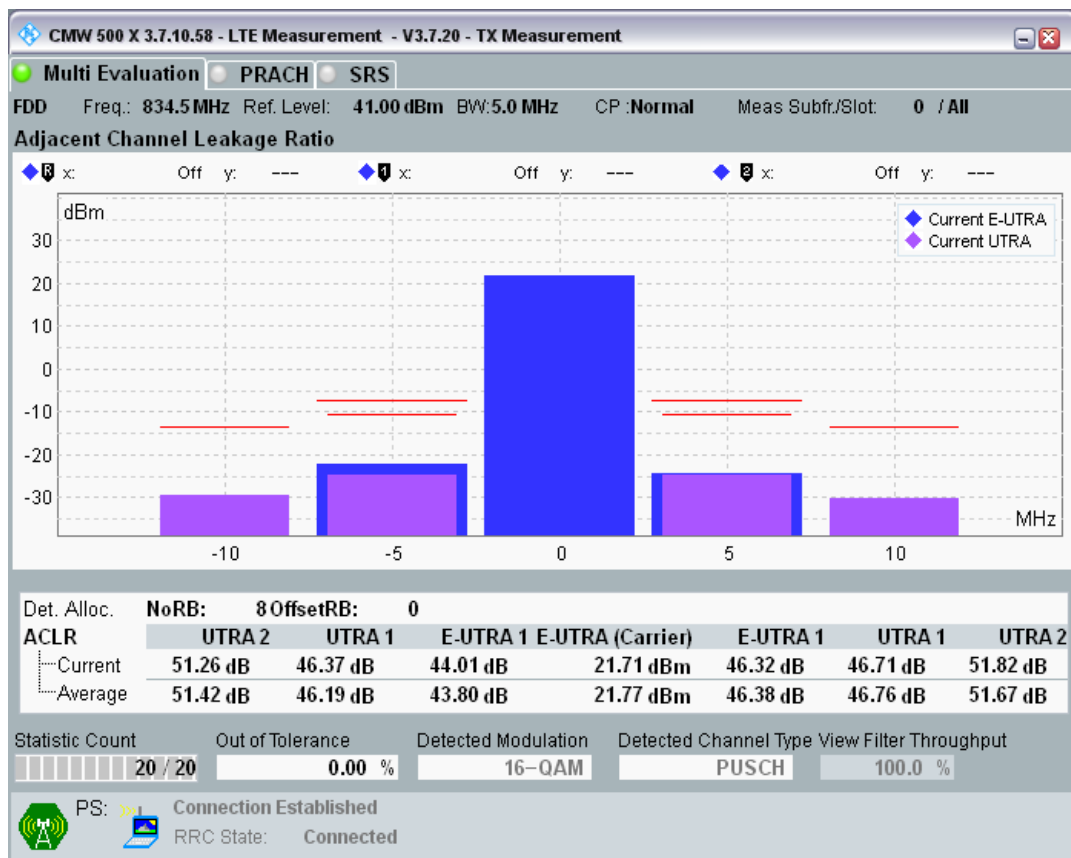 CMW 500 X 3.7.10.58 - LTE Measurement - V3.7.20 - TX Measurement
Multi Evaluation PRACH SRS
FDD Freq.: 834.5 MHz Ref. Level: 41.00 dBm BW:5.0 MHz CP :Normal Meas Subfr./Slot: 0 / All
Adjacent Channel Leakage Ratio
R x: Off y: --- 1 x: Off y: --- 2 x: Off y: ---
dBm
Current E-UTRA
Current UTRA
30
20
10
0
-10
-20
-30
MHz
-10 -5 0 5 10
Det. Alloc. NoRB: 8 OffsetRB: 0
ACLR UTRA 2 UTRA 1 E-UTRA 1 E-UTRA (Carrier) E-UTRA 1 UTRA 1 UTRA 2
Current 51.26 dB 46.37 dB 44.01 dB 21.71 dBm 46.32 dB 46.71 dB 51.82 dB
Average 51.42 dB 46.19 dB 43.80 dB 21.77 dBm 46.38 dB 46.76 dB 51.67 dB
Statistic Count Out of Tolerance Detected Modulation Detected Channel Type View Filter Throughput
20 / 20 0.00 % 16-QAM PUSCH 100.0 %
PS: Connection Established
RRC State: Connected